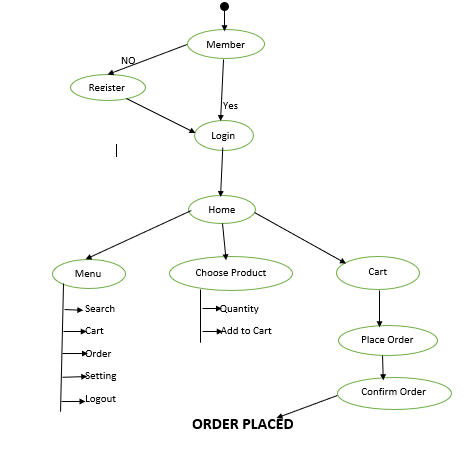 Member
NO
Register
Yes
Login
Home
Menu
Choose Product
Cart
Search
Quantity
Cart
Add to Cart
Place Order
Order
Setting
Confirm Order
Logout
ORDER PLACED